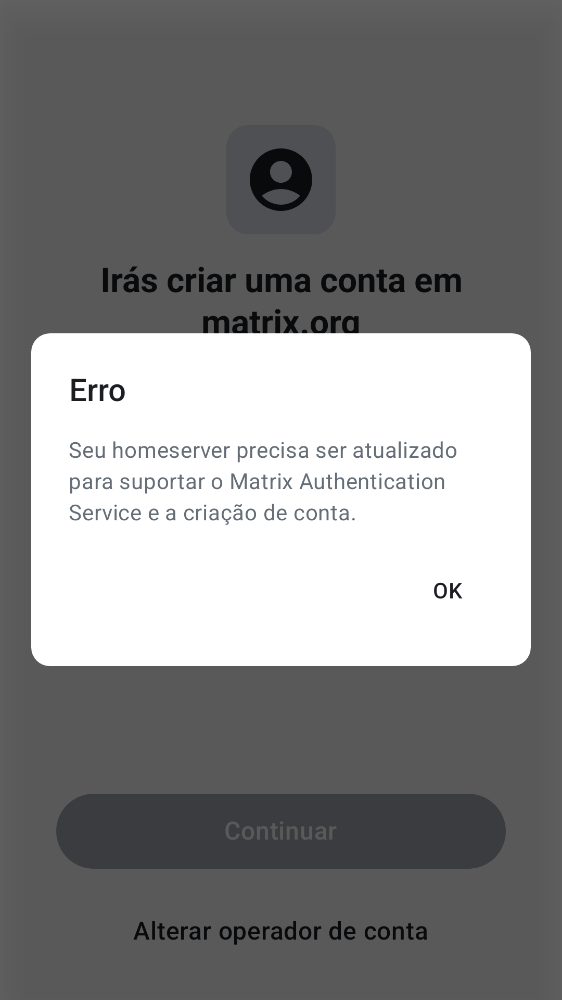 Irás criar uma conta em
matrix.org
Erro
Seu homeserver precisa ser atualizado
para suportar o Matrix Authentication
Service e a criação de conta.
OK
Continuar
Alterar operador de conta